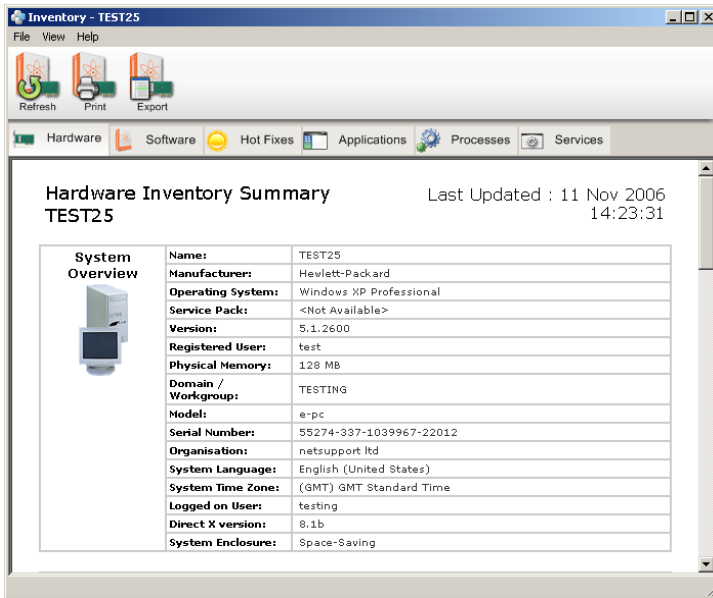 Inventory - TEST25
File View Help
Refresh Print Export
Hardware Software Hot Fixes Applications Processes Services
Hardware Inventory Summary
TEST25
Last Updated : 11 Nov 2006
14:23:31
System
Overview
Name: TEST25
Manufacturer: Hewlett-Packard
Operating System: Windows XP Professional
Service Pack: <Not Available>
Version: 5.1.2600
Registered User: test
Physical Memory: 128 MB
Domain /
Workgroup: TESTING
Model: e-pc
Serial Number: 55274-337-1039967-22012
Organisation: netsupport ltd
System Language: English (United States)
System Time Zone: (GMT) GMT Standard Time
Logged on User: testing
Direct X version: 8.1b
System Enclosure: Space-Saving